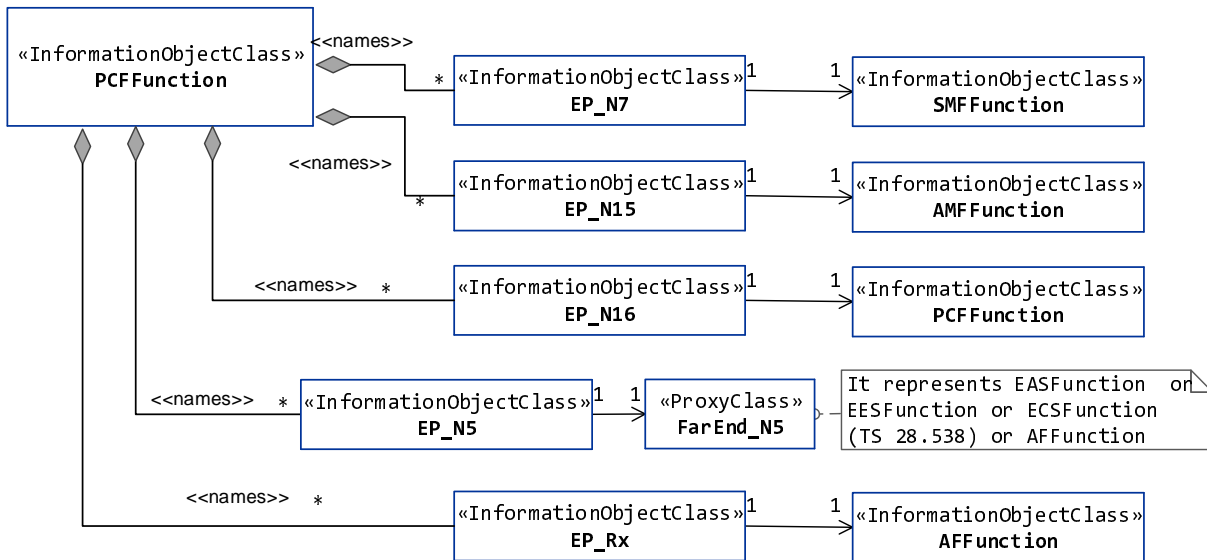 «InformationObjectClass»
PCFFunction
<<names>>
*
«InformationObjectClass»
EP_N7
1
1
«InformationObjectClass»
SMFFunction
<<names>>
*
«InformationObjectClass»
EP_N15
1
1
«InformationObjectClass»
AMFFunction
<<names>>
*
«InformationObjectClass»
EP_N16
1
1
«InformationObjectClass»
PCFFunction
<<names>>
*
«InformationObjectClass»
EP_N5
1
1
«ProxyClass»
FarEnd_N5
It represents EASFunction or
EESFunction or ECSFunction
(TS 28.538) or AFFunction
<<names>>
*
«InformationObjectClass»
EP_Rx
1
1
«InformationObjectClass»
AFFunction